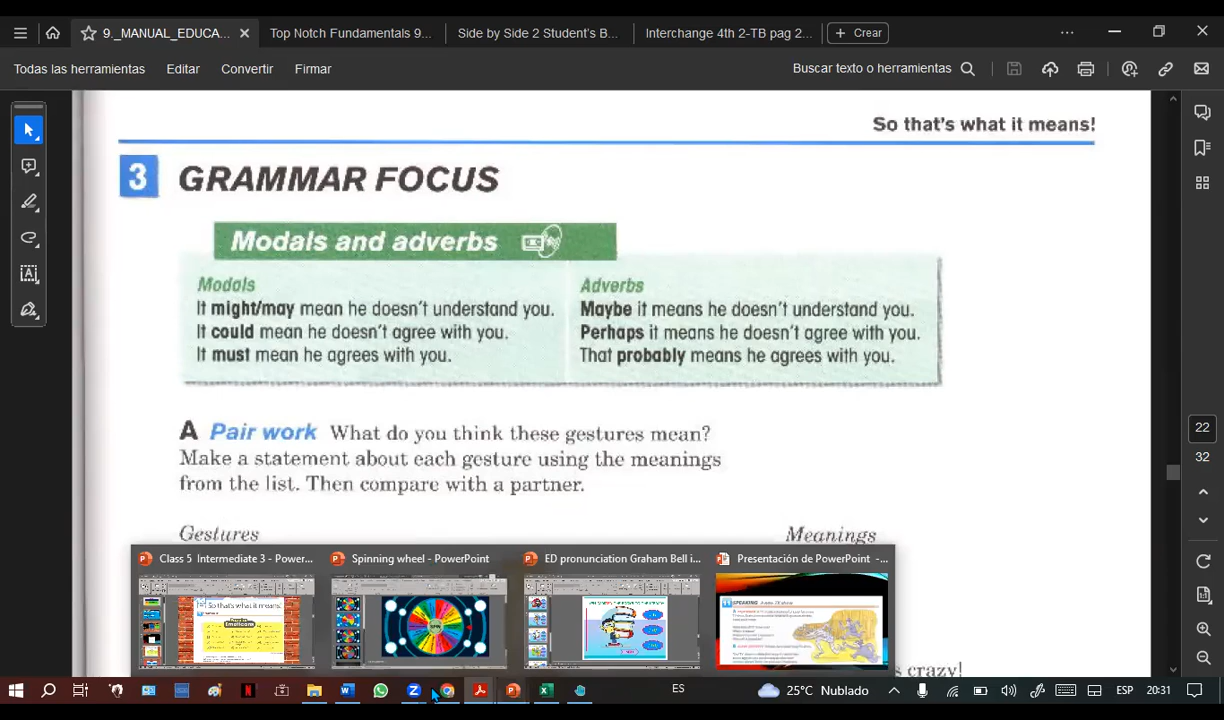 9._MANUAL_EDUCA...
Top Notch Fundamentals 9...
Side by Side 2 Student's B...
Interchange 4th 2-TB pag 2...
Crear
Todas las herramientas
Editar
Convertir
Firmar
Buscar texto o herramientas
So that's what it means!
3 GRAMMAR FOCUS
Modals and adverbs
Modals
It might/may mean he doesn't understand you.
It could mean he doesn't agree with you.
It must mean he agrees with you.
Adverbs
Maybe it means he doesn't understand you.
Perhaps it means he doesn't agree with you.
That probably means he agrees with you.
A Pair work What do you think these gestures mean?
Make a statement about each gesture using the meanings
from the list. Then compare with a partner.
Gestures
Meanings
22
32
Class 5 Intermediate 3 - Power...
Spinning wheel - PowerPoint
ED pronunciation Graham Bell i...
Presentación de PowerPoint -...
So that's what it means!
SPIN
SPEAKING
s crazy!
ES
25°C Nublado
ESP
20:31